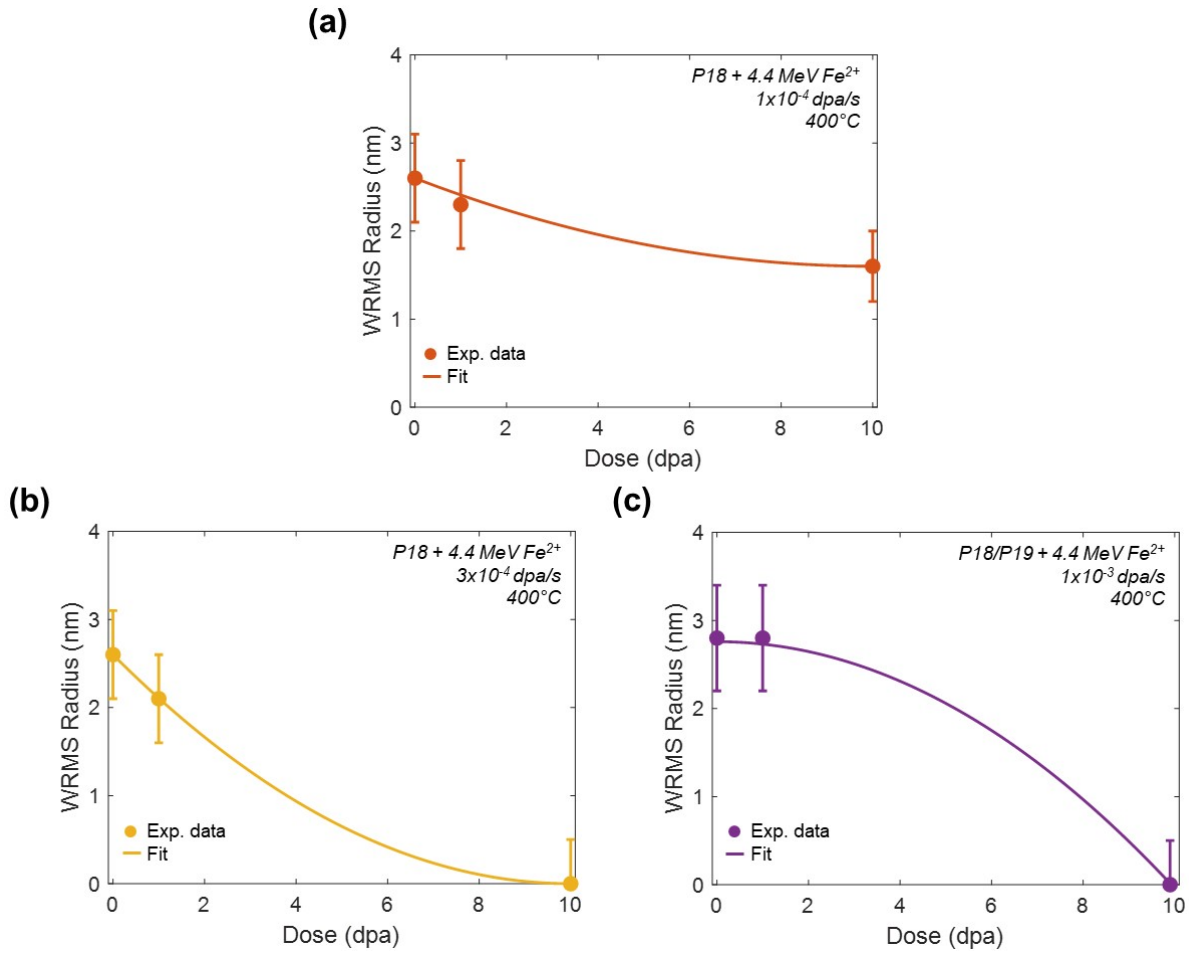 (a)
4
3
2
1
0
WRMS Radius (nm)
P18 + 4.4 MeV Fe²⁺
1x10⁻⁴ dpa/s
400°C
Exp. data
Fit
0 2 4 6 8 10
Dose (dpa)
(b)
4
3
2
1
0
WRMS Radius (nm)
P18 + 4.4 MeV Fe²⁺
3x10⁻⁴ dpa/s
400°C
Exp. data
Fit
0 2 4 6 8 10
Dose (dpa)
(c)
4
3
2
1
0
WRMS Radius (nm)
P18/P19 + 4.4 MeV Fe²⁺
1x10⁻³ dpa/s
400°C
Exp. data
Fit
0 2 4 6 8 10
Dose (dpa)